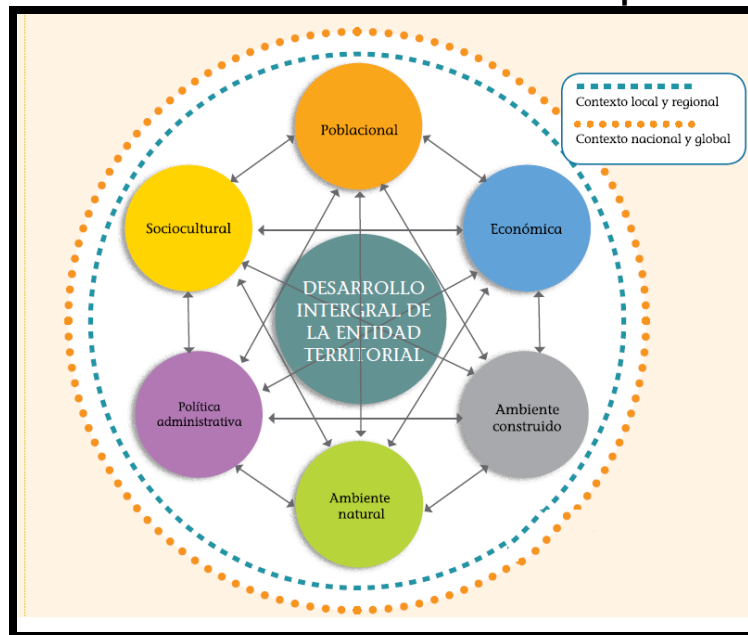 Poblacional
Contexto local y regional
Contexto nacional y global
Sociocultural
Económica
DESARROLLO
INTERGRAL DE
LA ENTIDAD
TERRITORIAL
Política
administrativa
Ambiente
construido
Ambiente
natural